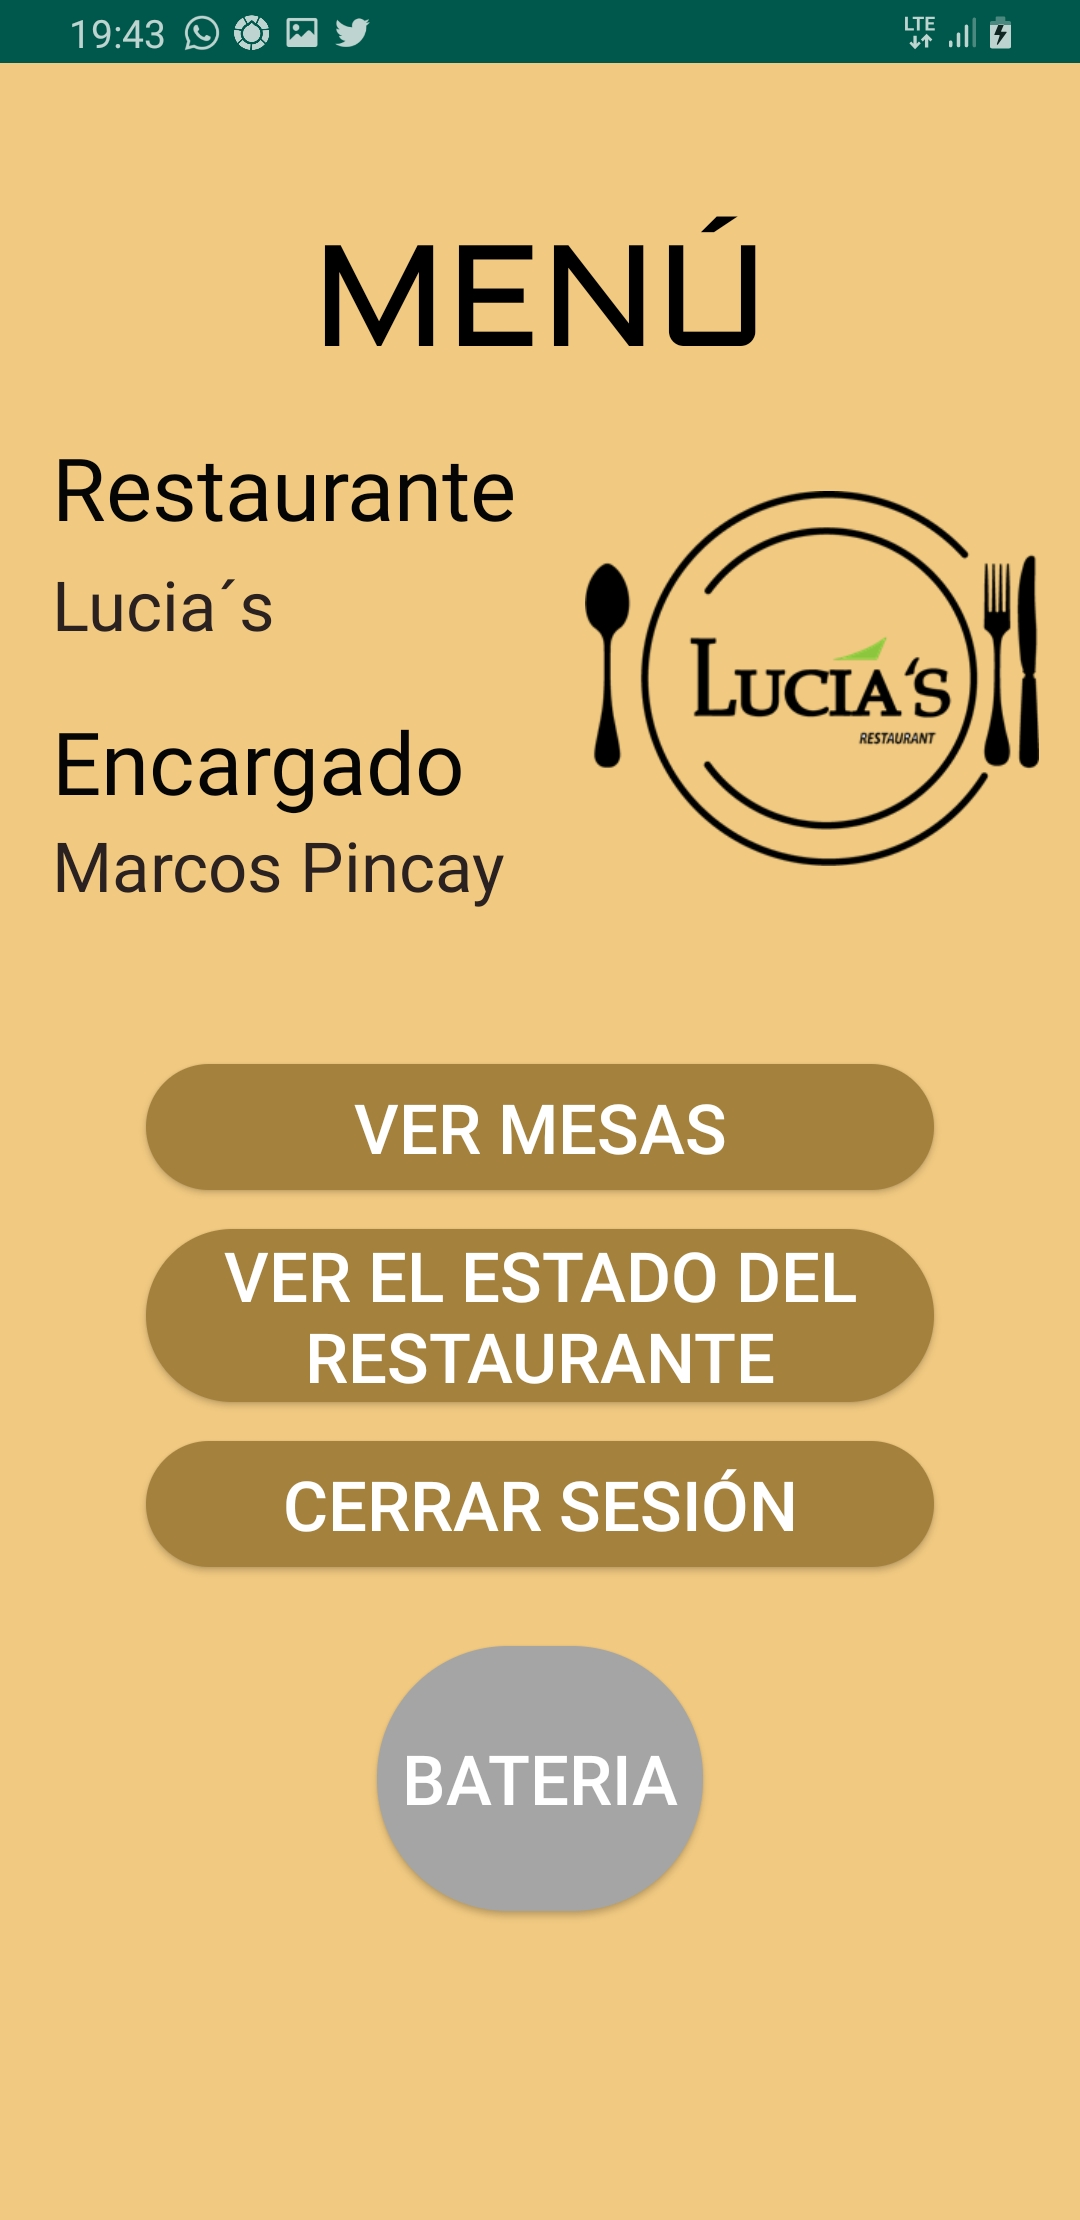 19:43
LTE
MENÚ
Restaurante
Lucia´s
LUCIÁ'S
RESTAURANT
Encargado
Marcos Pincay
VER MESAS
VER EL ESTADO DEL
RESTAURANTE
CERRAR SESIÓN
BATERIA